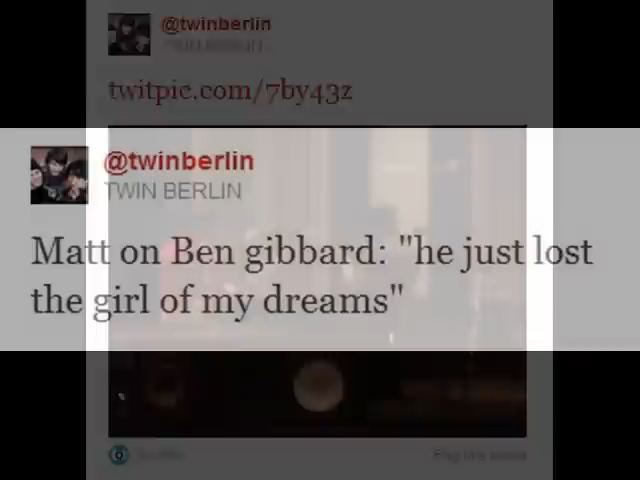 @twinberlin
twitpic.com/7by43z
@twinberlin
TWIN BERLIN
Matt on Ben gibbard: "he just lost
the girl of my dreams"